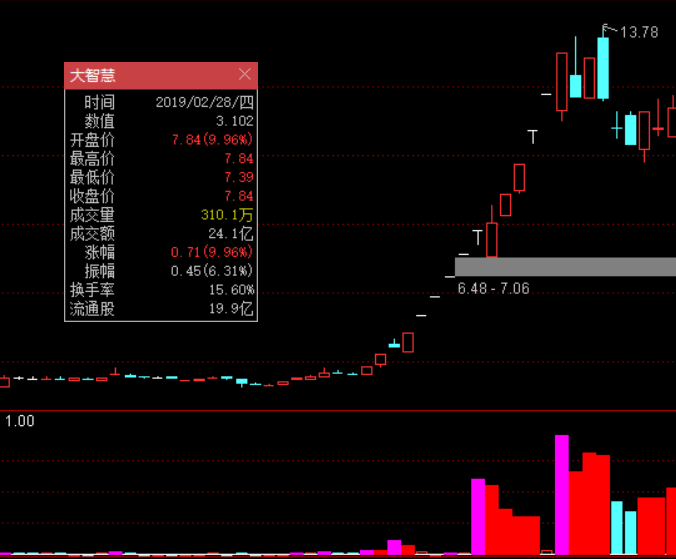 13.78
大智慧
时间 2019/02/28/四
数值 3.102
开盘价 7.84(9.96%)
最高价 7.84
最低价 7.39
收盘价 7.84
成交量 310.1万
成交额 24.1亿
涨幅 0.71(9.96%)
振幅 0.45(6.31%)
换手率 15.60%
流通股 19.9亿
6.48 - 7.06
1.00